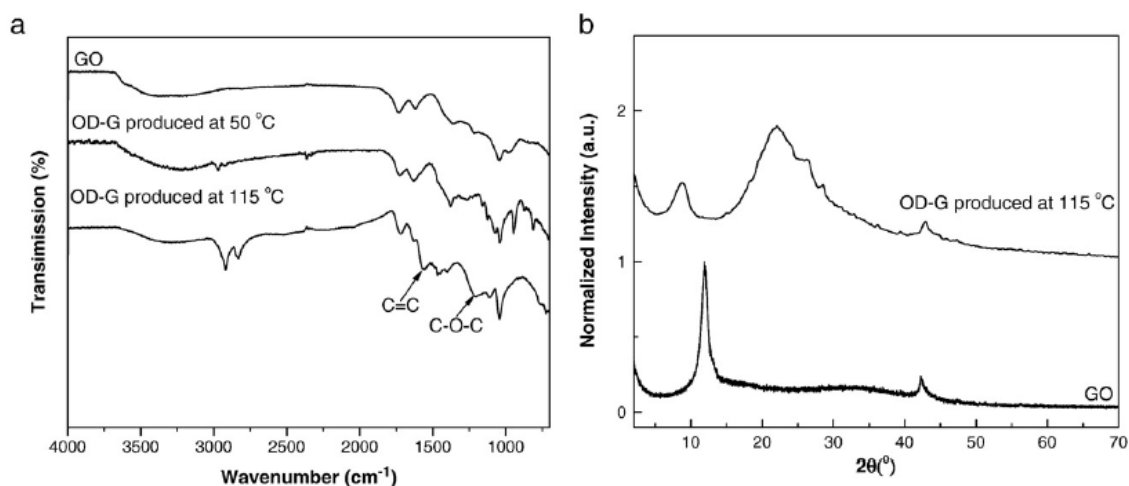 a
GO
OD-G produced at 50 °C
OD-G produced at 115 °C
C=C
C-O-C
Transimission (%)
4000 3500 3000 2500 2000 1500 1000
Wavenumber (cm⁻¹)
b
2
1
0
Normalized Intensity (a.u.)
OD-G produced at 115 °C
GO
10 20 30 40 50 60 70
2θ(⁰)